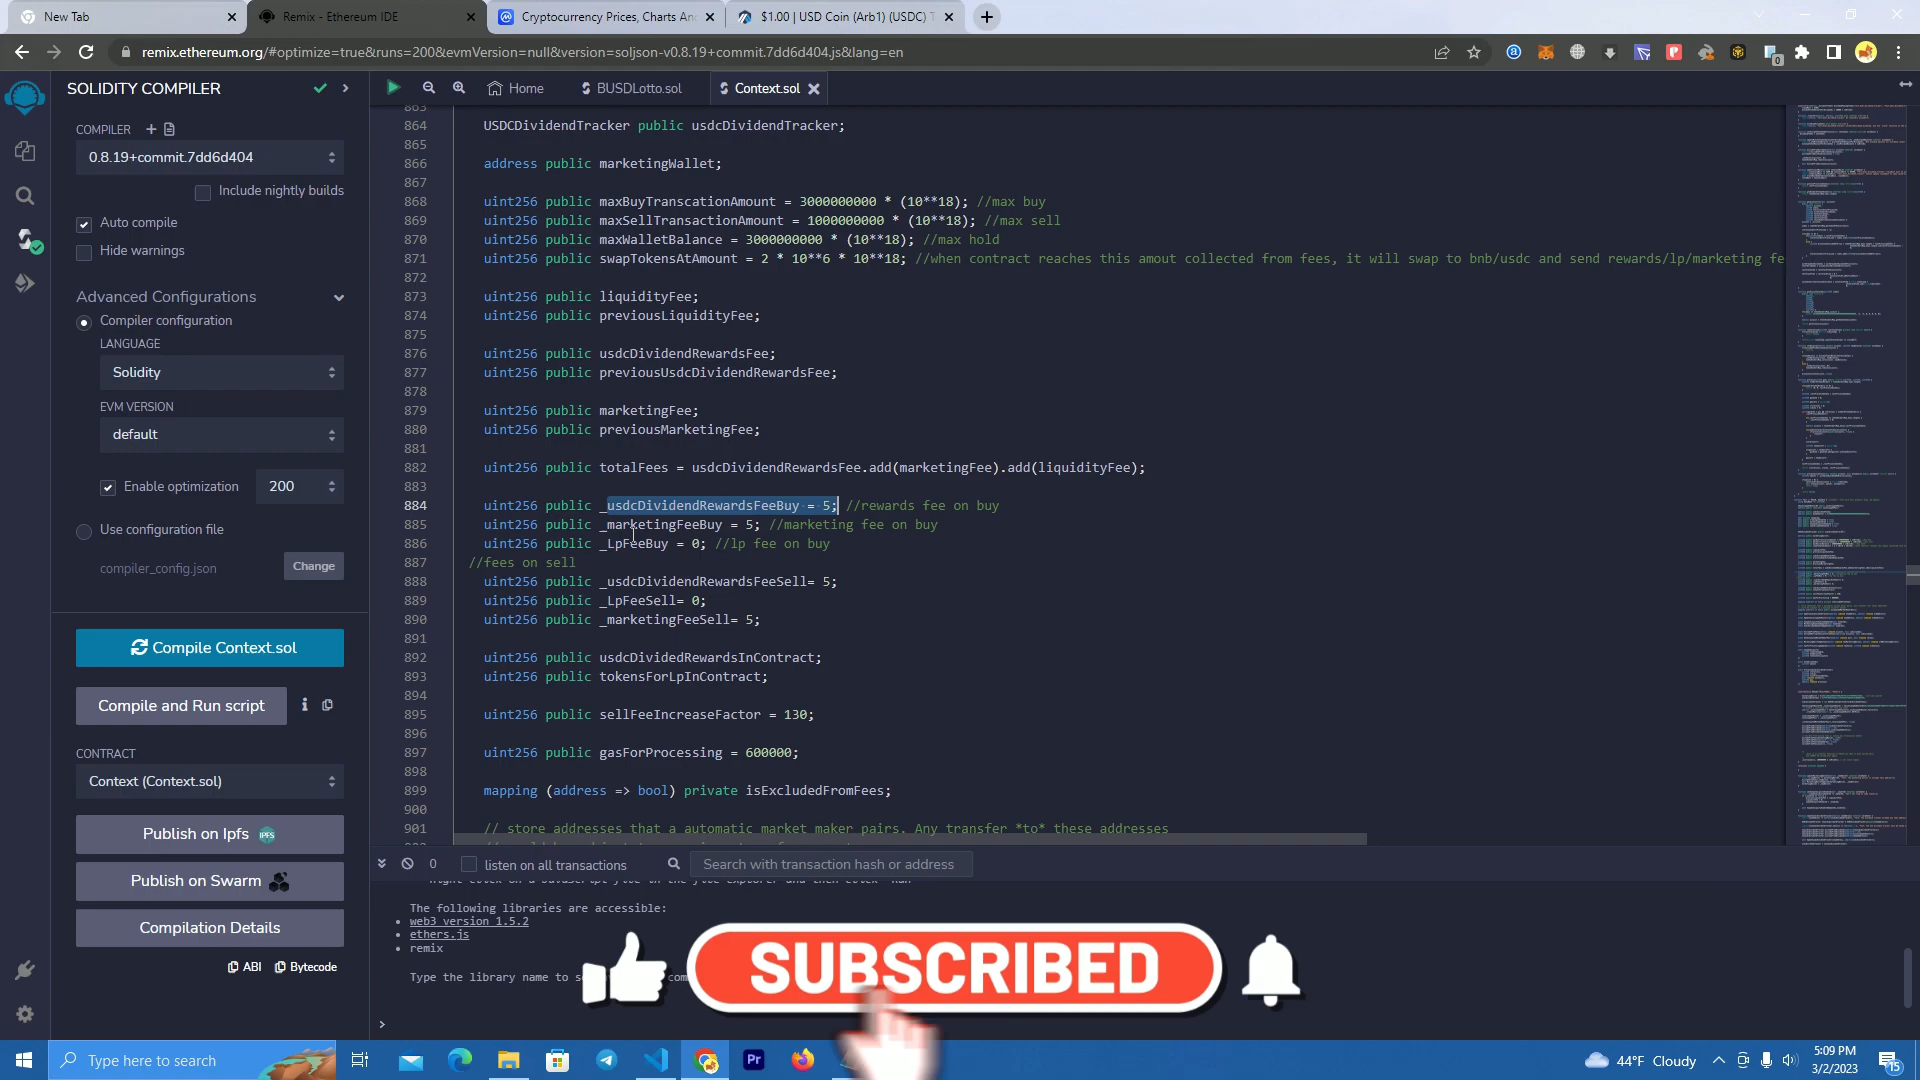 New Tab
Remix - Ethereum IDE
Cryptocurrency Prices, Charts An
$1.00 | USD Coin (Arb1) (USDC) T
remix.ethereum.org/#optimize=true&runs=200&evmVersion=null&version=soljson-v0.8.19+commit.7dd6d404.js&lang=en
SOLIDITY COMPILER
Home
BUSDLotto.sol
Context.sol
COMPILER
0.8.19+commit.7dd6d404
Include nightly builds
Auto compile
Hide warnings
Advanced Configurations
Compiler configuration
LANGUAGE
Solidity
EVM VERSION
default
Enable optimization
200
Use configuration file
compiler_config.json
Change
Compile Context.sol
Compile and Run script
CONTRACT
Context (Context.sol)
Publish on Ipfs
IPFS
Publish on Swarm
Compilation Details
ABI
Bytecode
863
864 USDCDividendTracker public usdcDividendTracker;
865
866 address public marketingWallet;
867
868 uint256 public maxBuyTranscationAmount = 3000000000 * (10**18); //max buy
869 uint256 public maxSellTransactionAmount = 1000000000 * (10**18); //max sell
870 uint256 public maxWalletBalance = 3000000000 * (10**18); //max hold
871 uint256 public swapTokensAtAmount = 2 * 10**6 * 10**18; //when contract reaches this amout collected from fees, it will swap to bnb/usdc and send rewards/lp/marketing fe
872
873 uint256 public liquidityFee;
874 uint256 public previousLiquidityFee;
875
876 uint256 public usdcDividendRewardsFee;
877 uint256 public previousUsdcDividendRewardsFee;
878
879 uint256 public marketingFee;
880 uint256 public previousMarketingFee;
881
882 uint256 public totalFees = usdcDividendRewardsFee.add(marketingFee).add(liquidityFee);
883
884 uint256 public _usdcDividendRewardsFeeBuy = 5; //rewards fee on buy
885 uint256 public _marketingFeeBuy = 5; //marketing fee on buy
886 uint256 public _LpFeeBuy = 0; //lp fee on buy
887 //fees on sell
888 uint256 public _usdcDividendRewardsFeeSell= 5;
889 uint256 public _LpFeeSell= 0;
890 uint256 public _marketingFeeSell= 5;
891
892 uint256 public usdcDividedRewardsInContract;
893 uint256 public tokensForLpInContract;
894
895 uint256 public sellFeeIncreaseFactor = 130;
896
897 uint256 public gasForProcessing = 600000;
898
899 mapping (address => bool) private isExcludedFromFees;
900
901 // store addresses that a automatic market maker pairs. Any transfer *to* these addresses
0
listen on all transactions
Search with transaction hash or address
The following libraries are accessible:
web3 version 1.5.2
ethers.js
remix
Type the library name to
>
SUBSCRIBED
Type here to search
Pr
44°F Cloudy
5:09 PM
3/2/2023
15